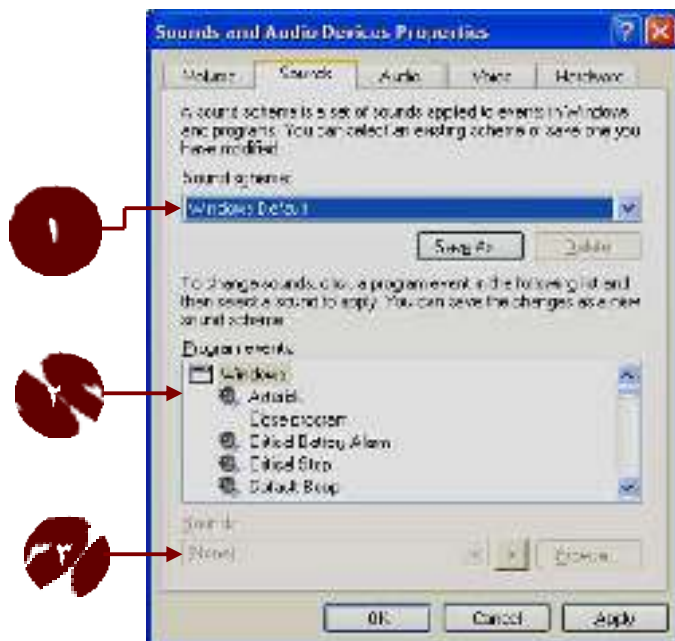 Sounds and Audio Devices Properties
Volume Sounds Audio Voice Hardware
A sound scheme is a set of sounds applied to events in Windows
and programs. You can select an existing scheme or save one you
have modified.
Sound scheme:
۱
Windows Default
Save As... Delete
To change sounds, click a program event in the following list and
then select a sound to apply. You can save the changes as a new
sound scheme.
Program events:
۲
Windows
Asterisk
Close program
Critical Battery Alarm
Critical Stop
Default Beep
Sounds:
۳
(None) Browse...
OK Cancel Apply